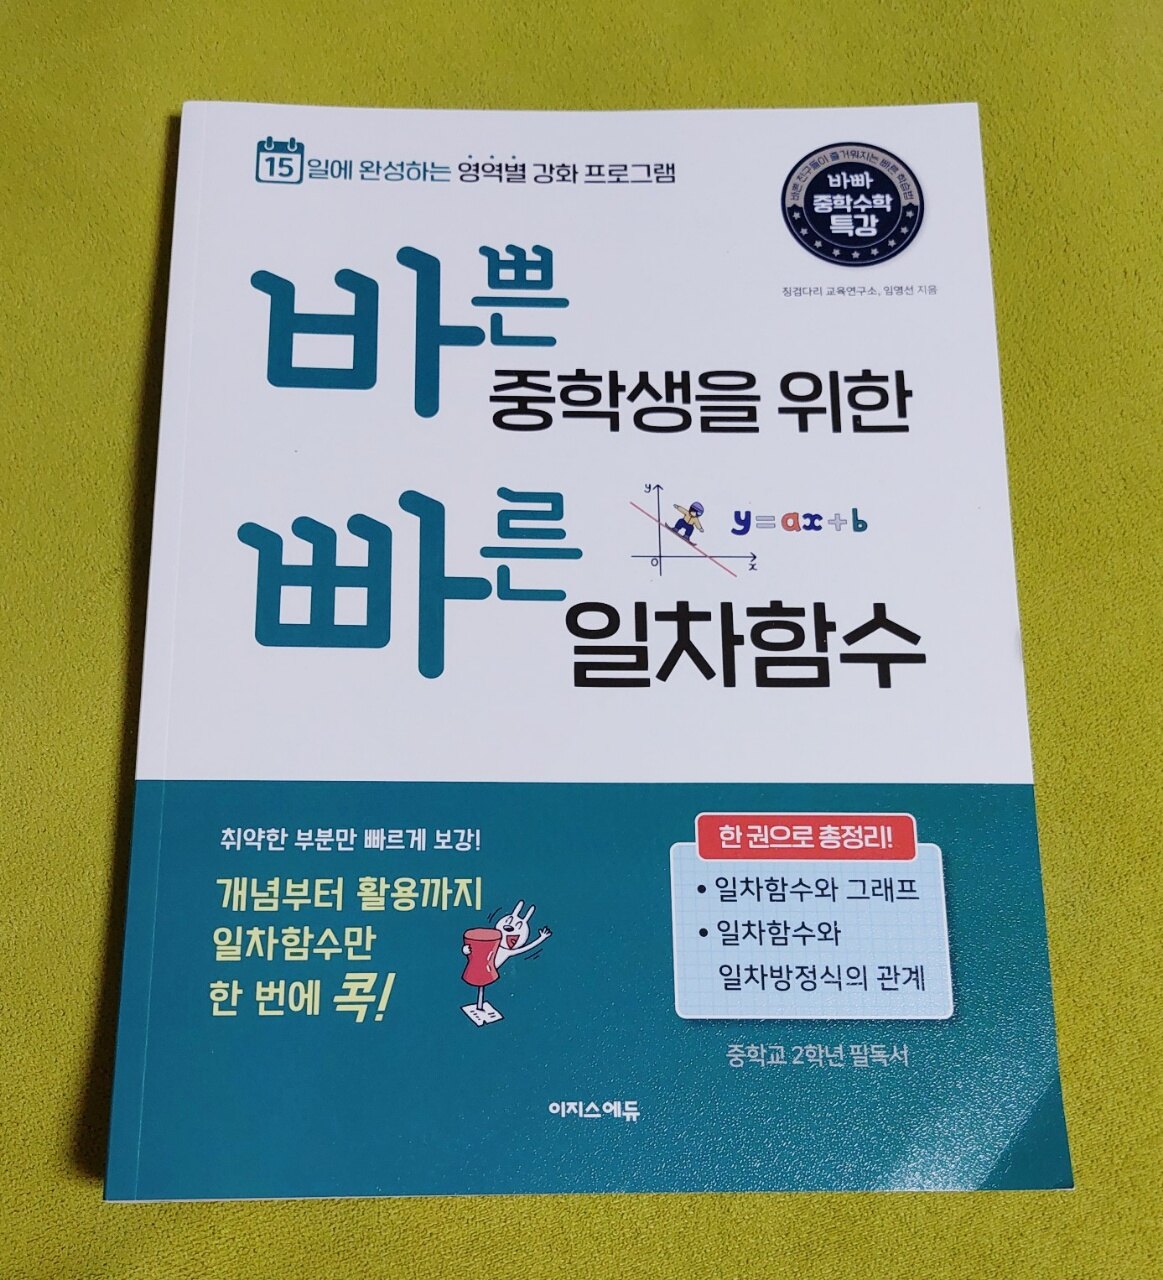 15일에 완성하는 영역별 강화 프로그램
바쁜 친구들이 즐거워지는 빠른 학습법
바빠
중학수학
특강
징검다리 교육연구소, 임명선 지음
바쁜
중학생을 위한
빠른
일차함수
y
O
x
y=ax+b
취약한 부분만 빠르게 보강!
개념부터 활용까지
일차함수만
한 번에 콕!
한 권으로 총정리!
• 일차함수와 그래프
• 일차함수와
일차방정식의 관계
중학교 2학년 필독서
이지스에듀